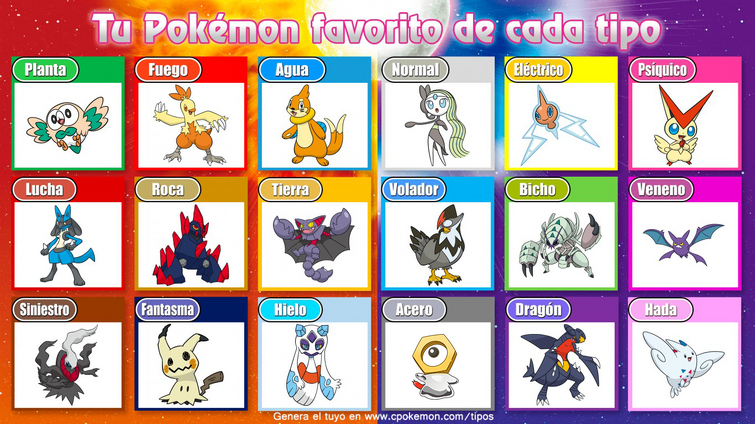 Tu Pokémon favorito de cada tipo
Planta
Fuego
Agua
Normal
Eléctrico
Psíquico
Lucha
Roca
Tierra
Volador
Bicho
Veneno
Siniestro
Fantasma
Hielo
Acero
Dragón
Hada
Genera el tuyo en www.cpokemon.com/tipos